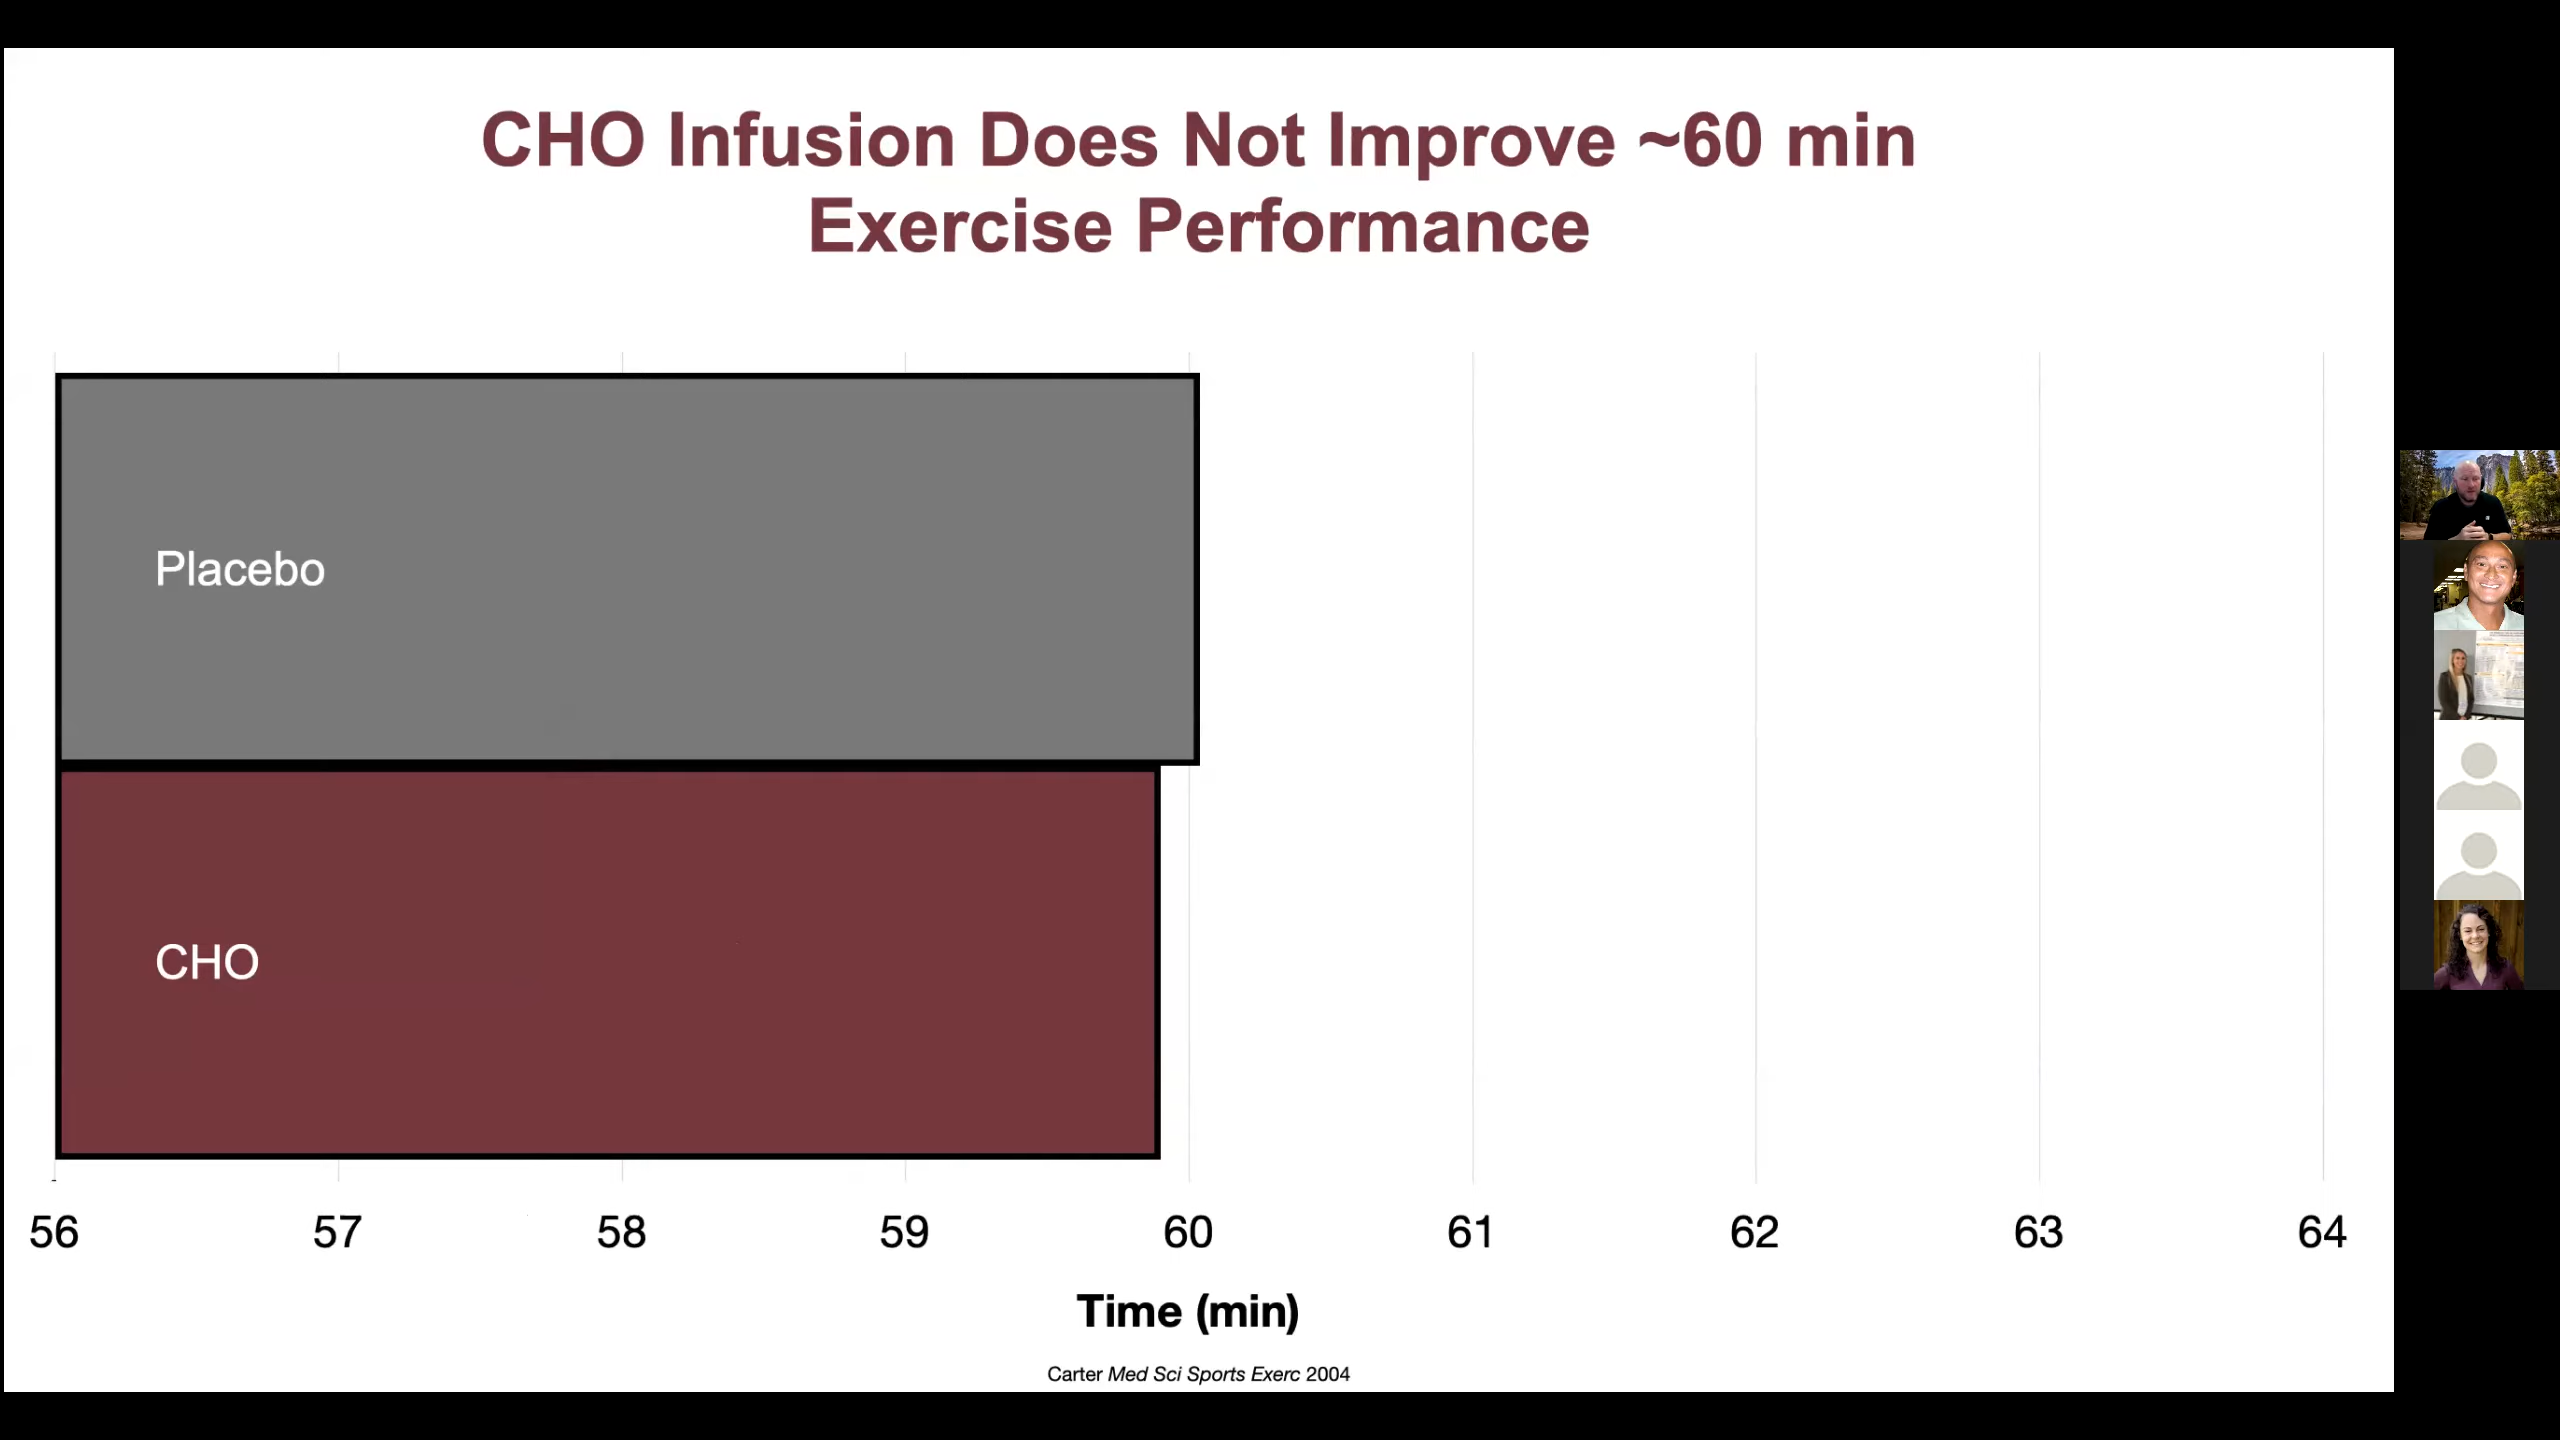 CHO Infusion Does Not Improve ~60 min
Exercise Performance
Placebo
CHO
56 57 58 59 60 61 62 63 64
Time (min)
Carter Med Sci Sports Exerc 2004